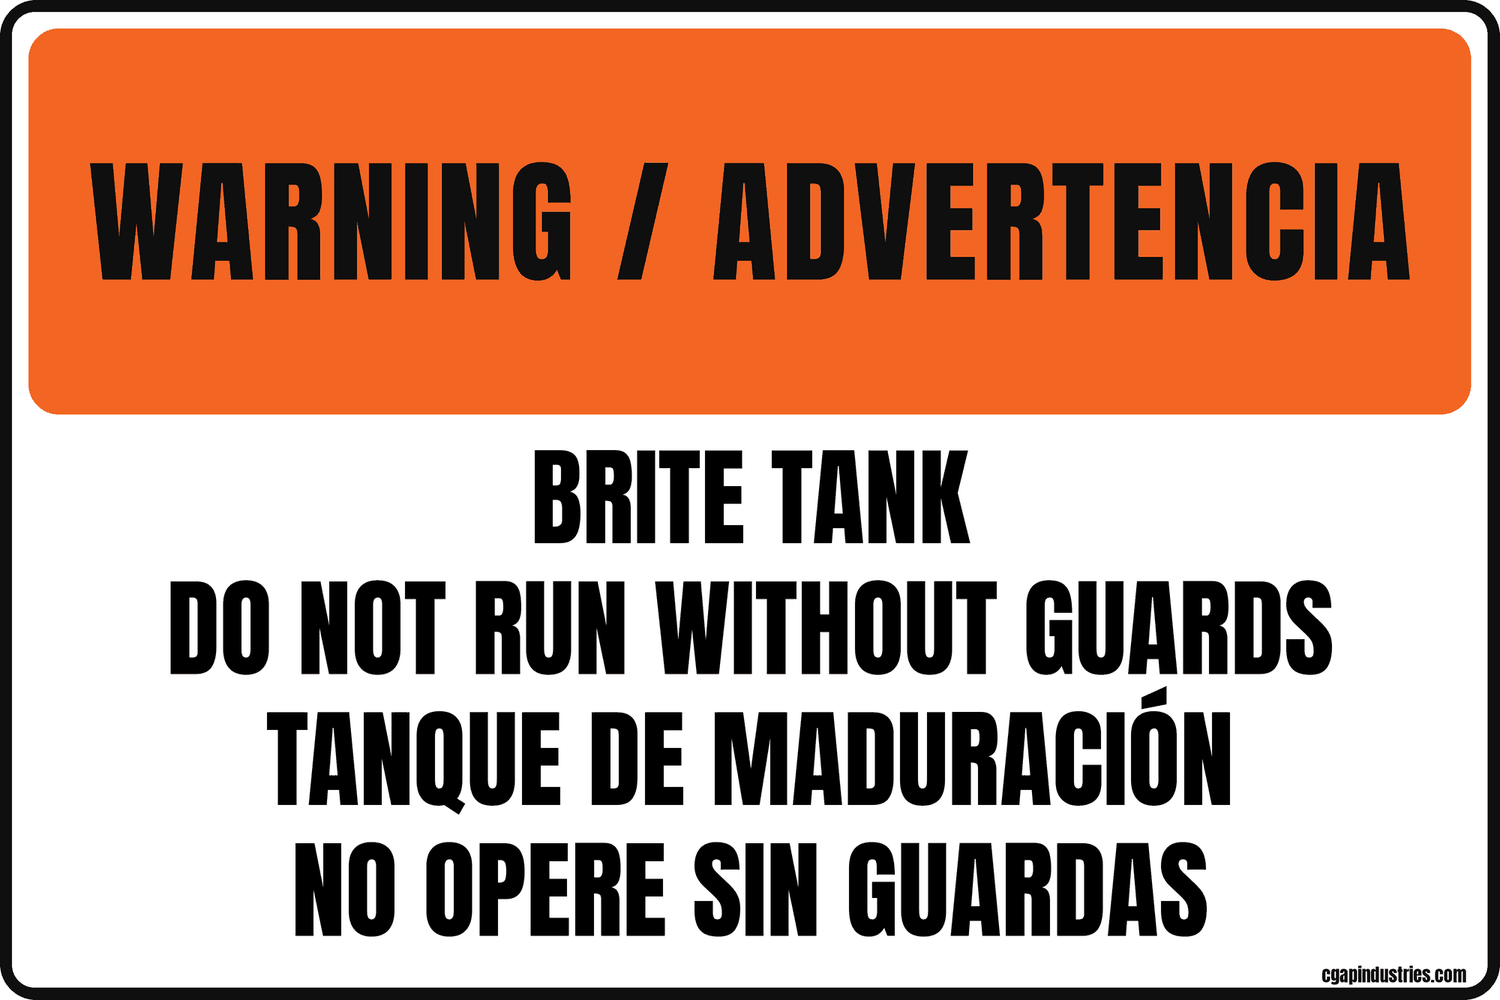 WARNING / ADVERTENCIA
BRITE TANK
DO NOT RUN WITHOUT GUARDS
TANQUE DE MADURACIÓN
NO OPERE SIN GUARDAS
cgapindustries.com